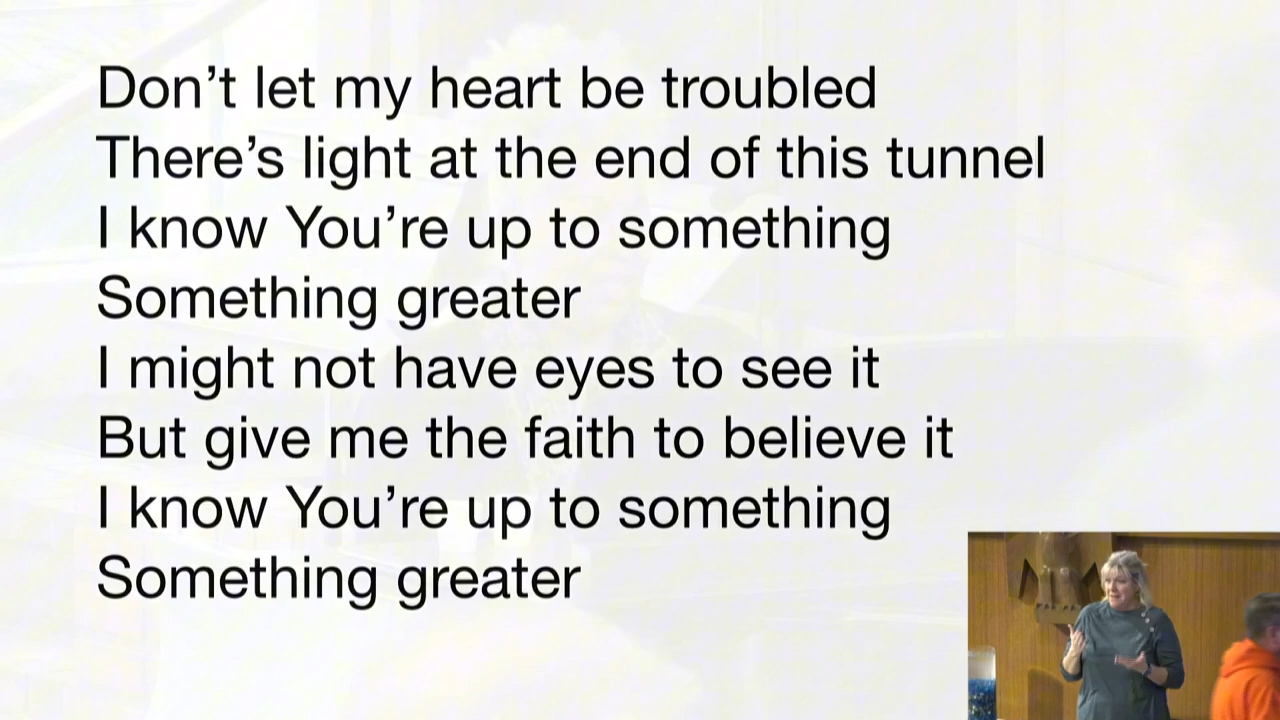 Don’t let my heart be troubled
There’s light at the end of this tunnel
I know You’re up to something
Something greater
I might not have eyes to see it
But give me the faith to believe it
I know You’re up to something
Something greater